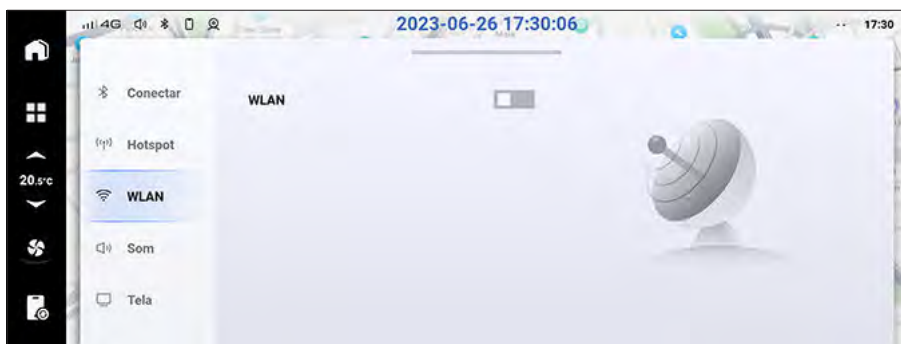 4G
2023-06-26 17:30:06
17:30
Conectar
WLAN
Hotspot
20.5°C
WLAN
Som
Tela